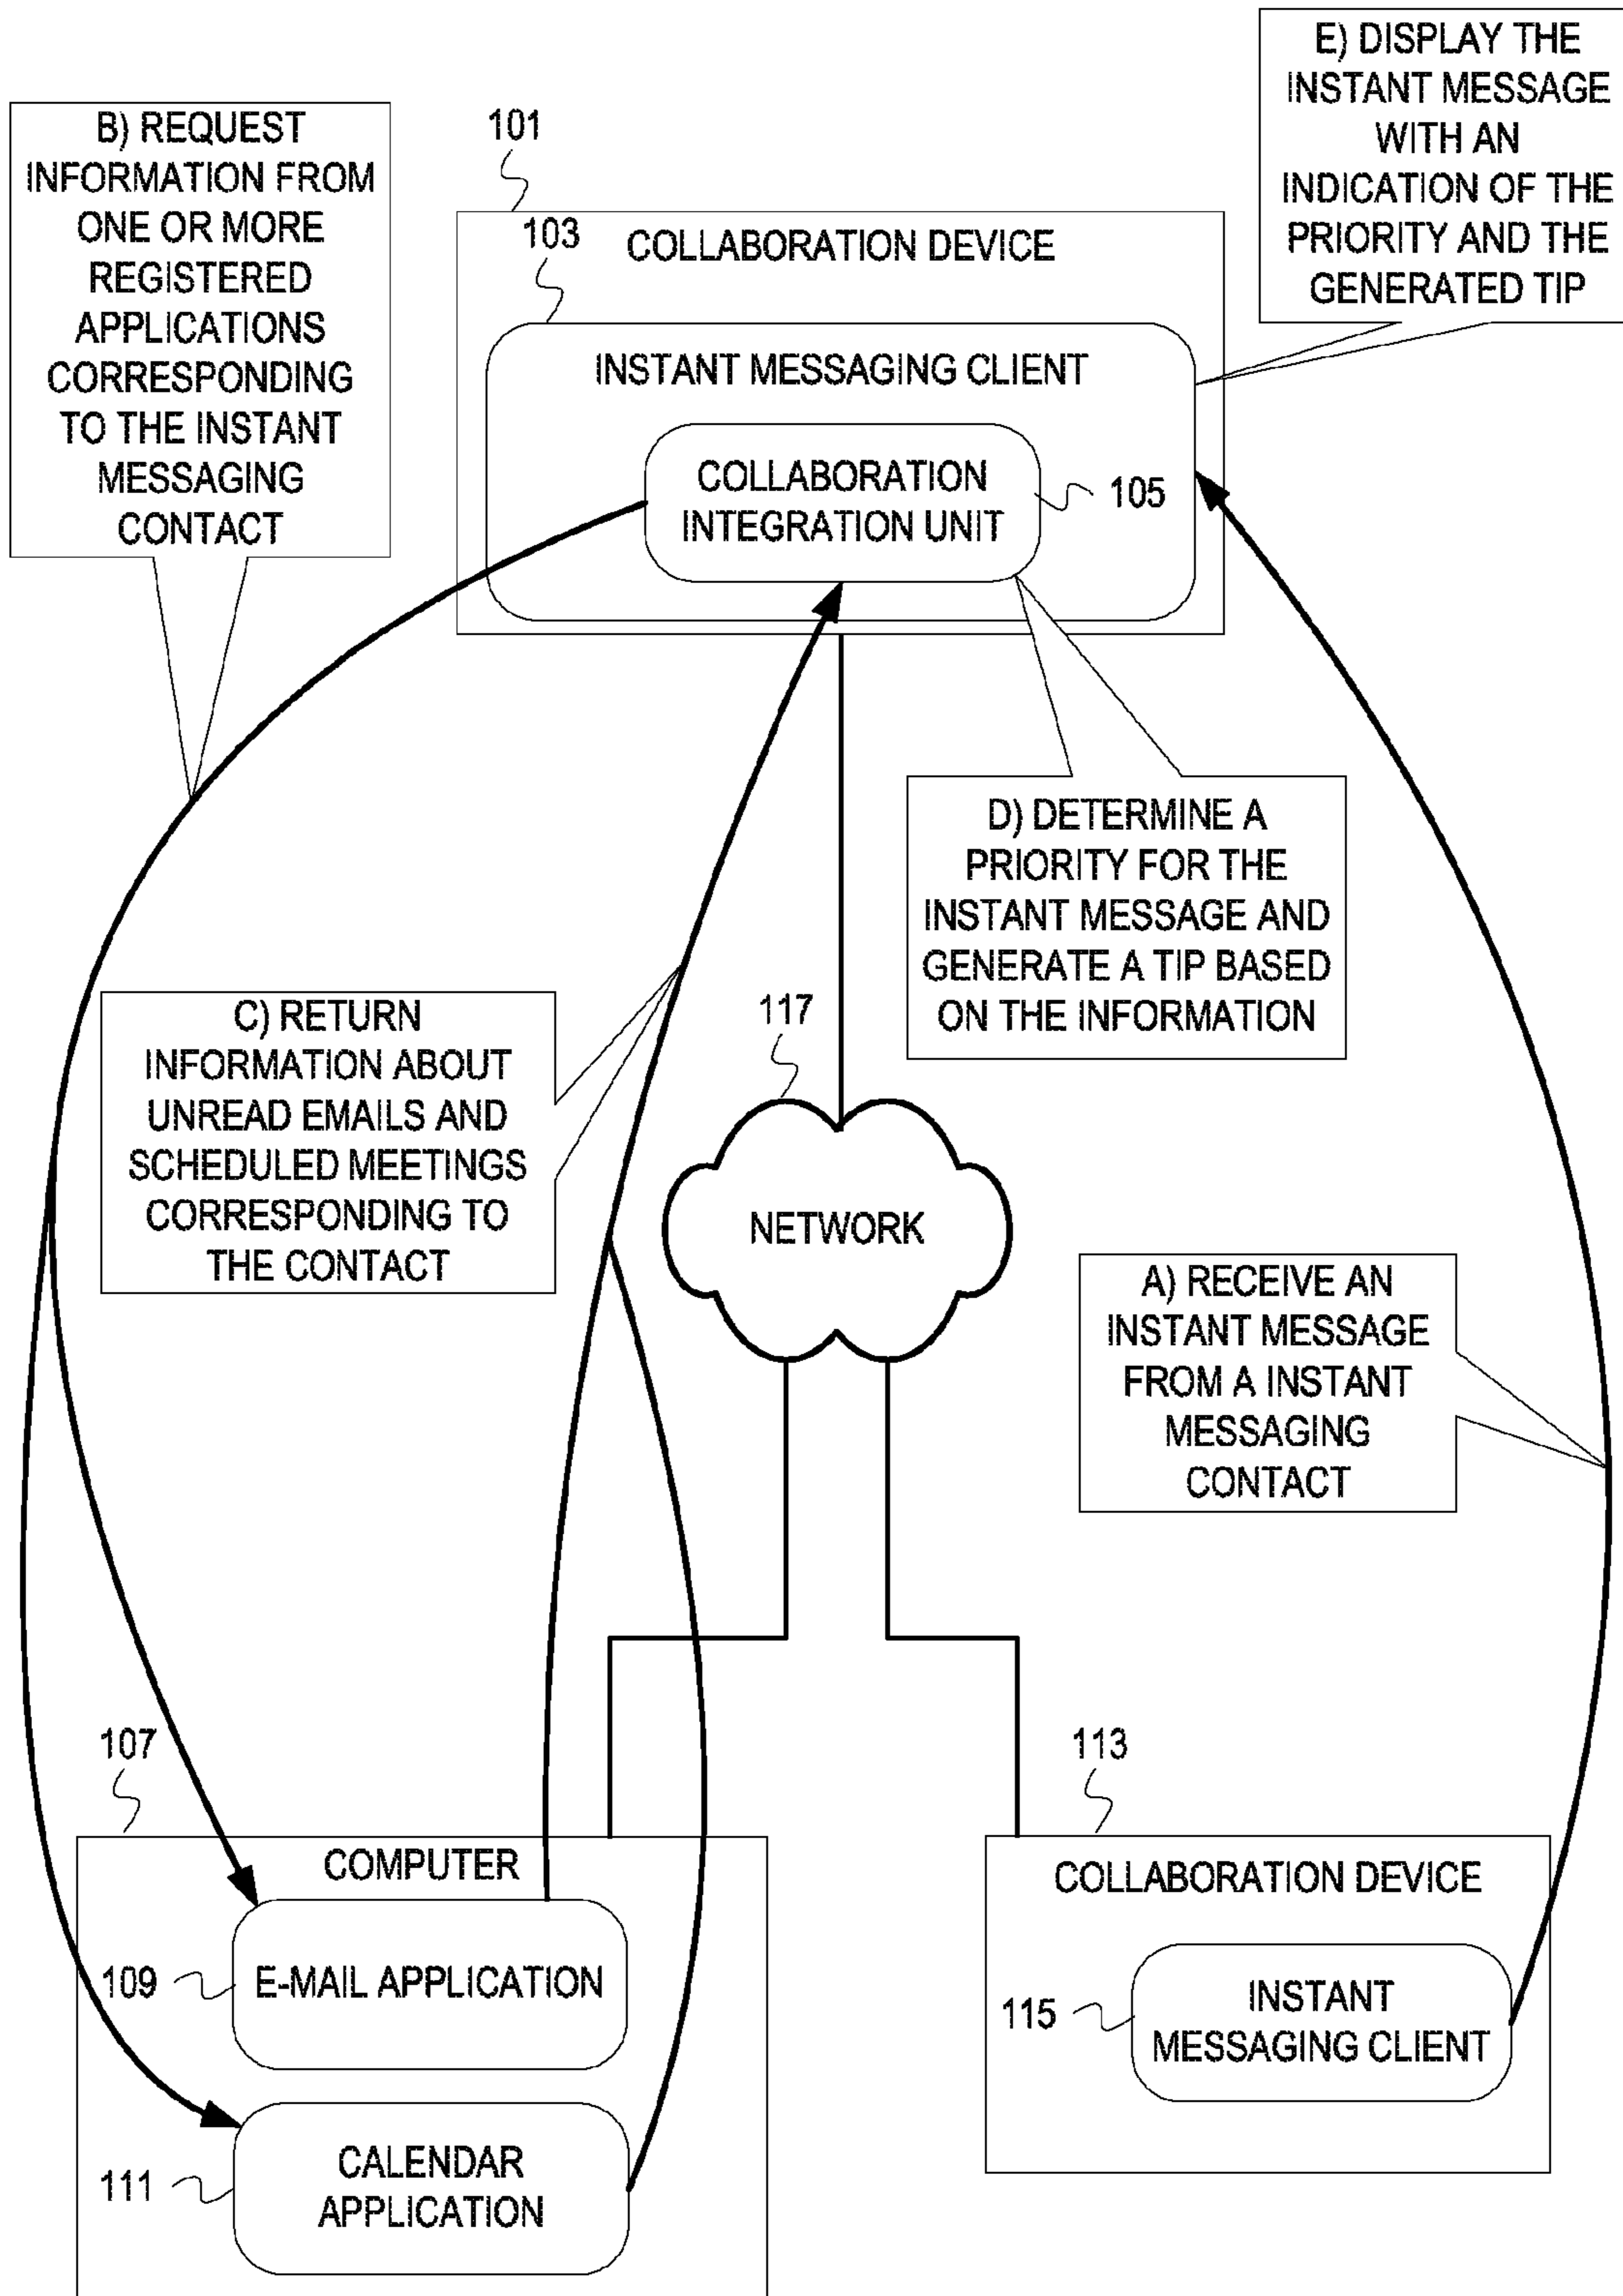 E) DISPLAY THE
INSTANT MESSAGE
WITH AN
INDICATION OF THE
PRIORITY AND THE
GENERATED TIP
B) REQUEST
INFORMATION FROM
ONE OR MORE
REGISTERED
APPLICATIONS
CORRESPONDING
TO THE INSTANT
MESSAGING
CONTACT
101
103
COLLABORATION DEVICE
INSTANT MESSAGING CLIENT
COLLABORATION
INTEGRATION UNIT
105
D) DETERMINE A
PRIORITY FOR THE
INSTANT MESSAGE AND
GENERATE A TIP BASED
ON THE INFORMATION
C) RETURN
INFORMATION ABOUT
UNREAD EMAILS AND
SCHEDULED MEETINGS
CORRESPONDING TO
THE CONTACT
117
NETWORK
A) RECEIVE AN
INSTANT MESSAGE
FROM A INSTANT
MESSAGING
CONTACT
107
COMPUTER
109
E-MAIL APPLICATION
111
CALENDAR
APPLICATION
113
COLLABORATION DEVICE
115
INSTANT
MESSAGING CLIENT